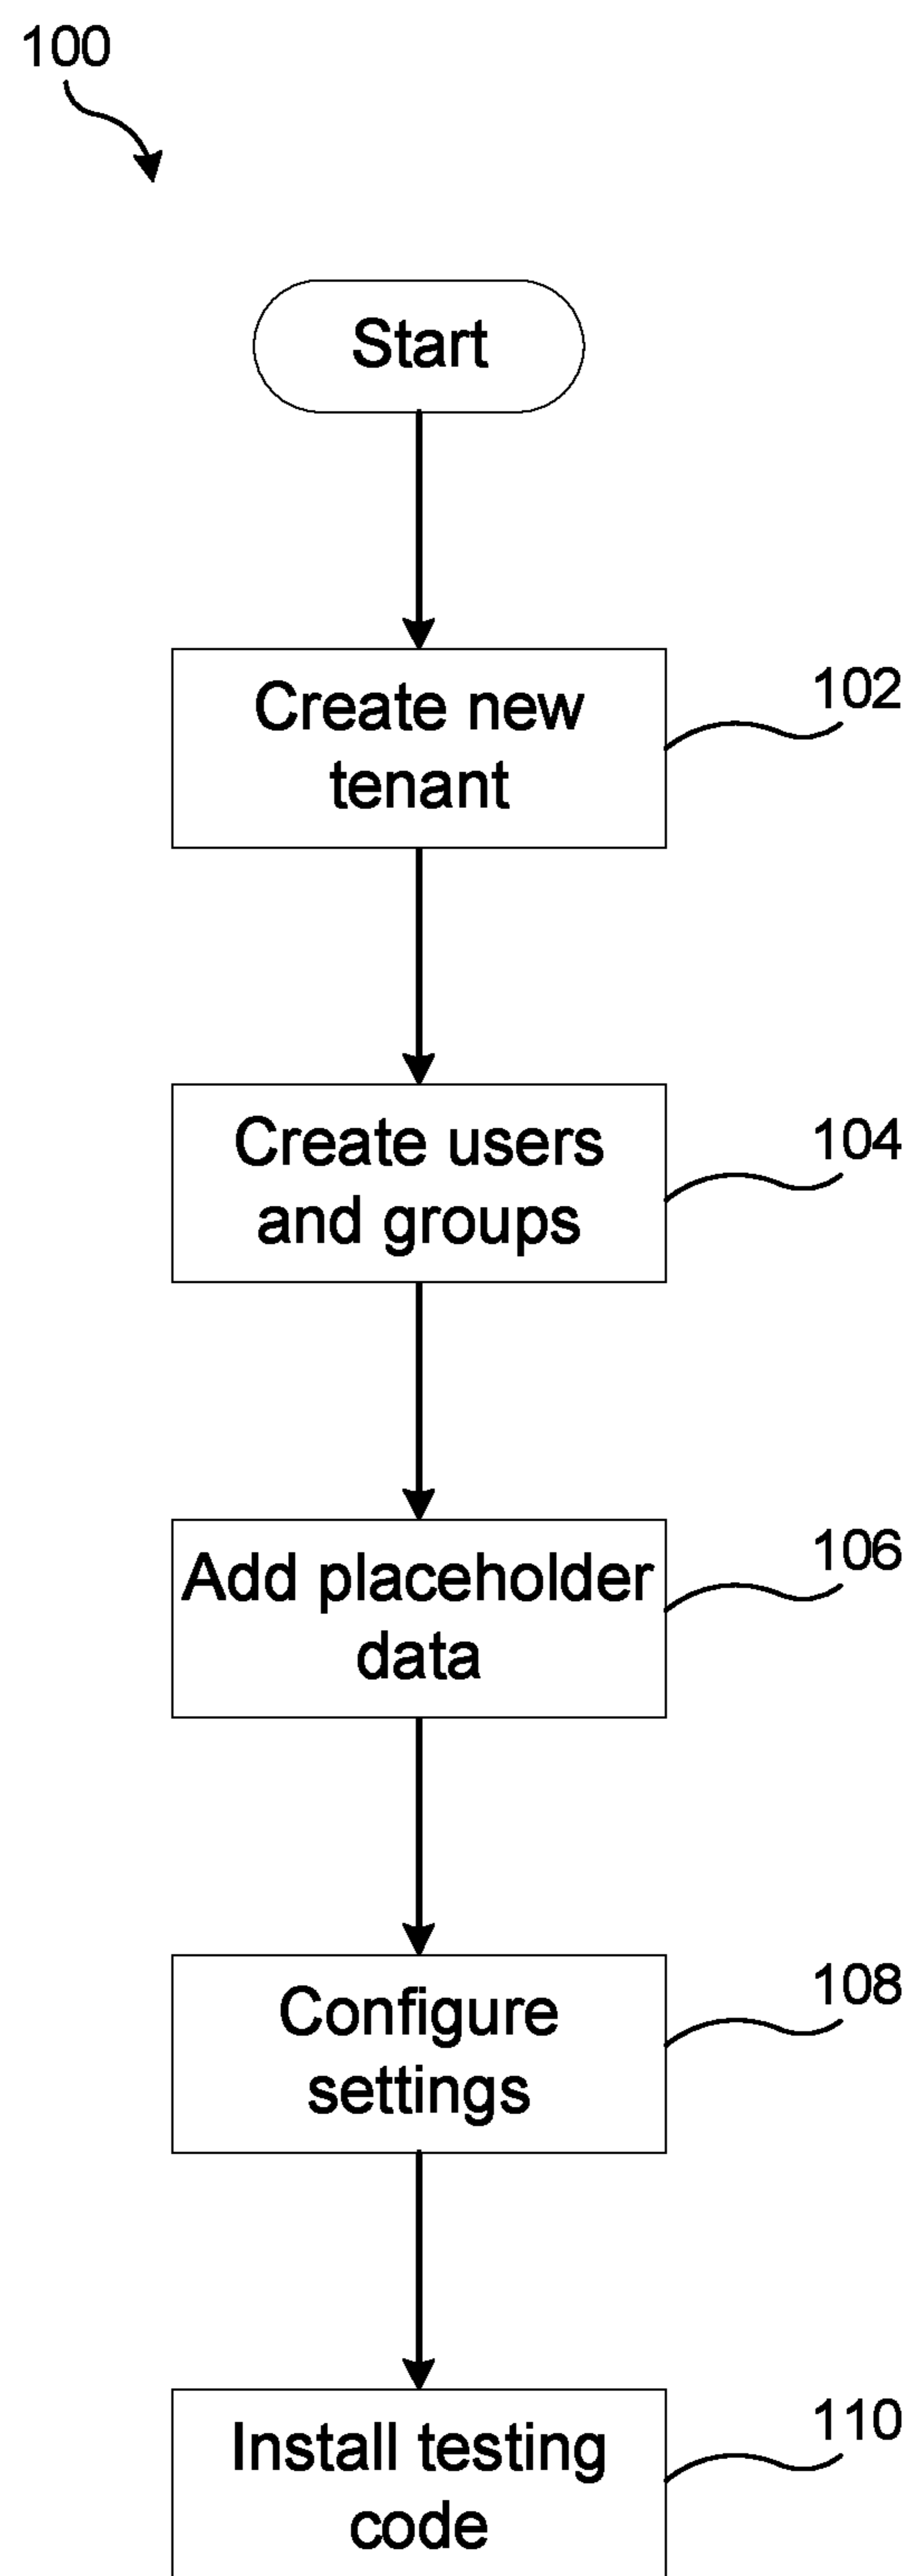 100
Start
Create new
tenant
102
Create users
and groups
104
Add placeholder
data
106
Configure
settings
108
Install testing
code
110